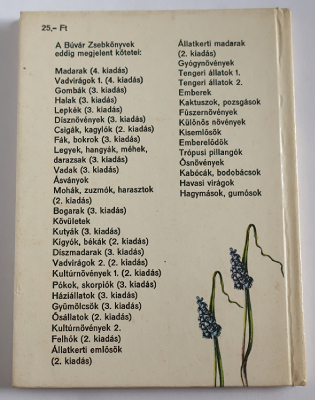 25,– Ft
A Búvár Zsebkönyvek
eddig megjelent kötetei:
Madarak (4. kiadás)
Vadvirágok 1. (4. kiadás)
Gombák (3. kiadás)
Halak (3. kiadás)
Lepkék (3. kiadás)
Dísznövények (3. kiadás)
Csigák, kagylók (2. kiadás)
Fák, bokrok (3. kiadás)
Legyek, hangyák, méhek,
darazsak (3. kiadás)
Vadak (3. kiadás)
Ásványok
Mohák, zuzmók, harasztok
(2. kiadás)
Bogarak (3. kiadás)
Kövületek
Kutyák (3. kiadás)
Kígyók, békák (2. kiadás)
Díszmadarak (3. kiadás)
Vadvirágok 2. (2. kiadás)
Kultúrnövények 1. (2. kiadás)
Pókok, skorpiók (3. kiadás)
Háziállatok (3. kiadás)
Gyümölcsök (3. kiadás)
Ősállatok (2. kiadás)
Kultúrnövények 2.
Felhők (2. kiadás)
Állatkerti emlősök
(2. kiadás)
Állatkerti madarak
(2. kiadás)
Gyógynövények
Tengeri állatok 1.
Tengeri állatok 2.
Emberek
Kaktuszok, pozsgások
Fűszernövények
Különös növények
Kisemlősök
Emberelődök
Trópusi pillangók
Ősnövények
Kabócák, bodobácsok
Havasi virágok
Hagymások, gumósok